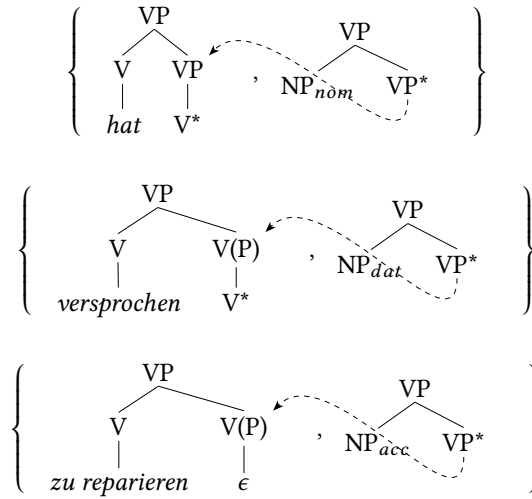 VP VP
V VP , NPnom VP*
hat V*
VP VP
V V(P) , NPdat VP*
versprochen V*
VP VP
V V(P) , NPacc VP*
zu reparieren ϵ